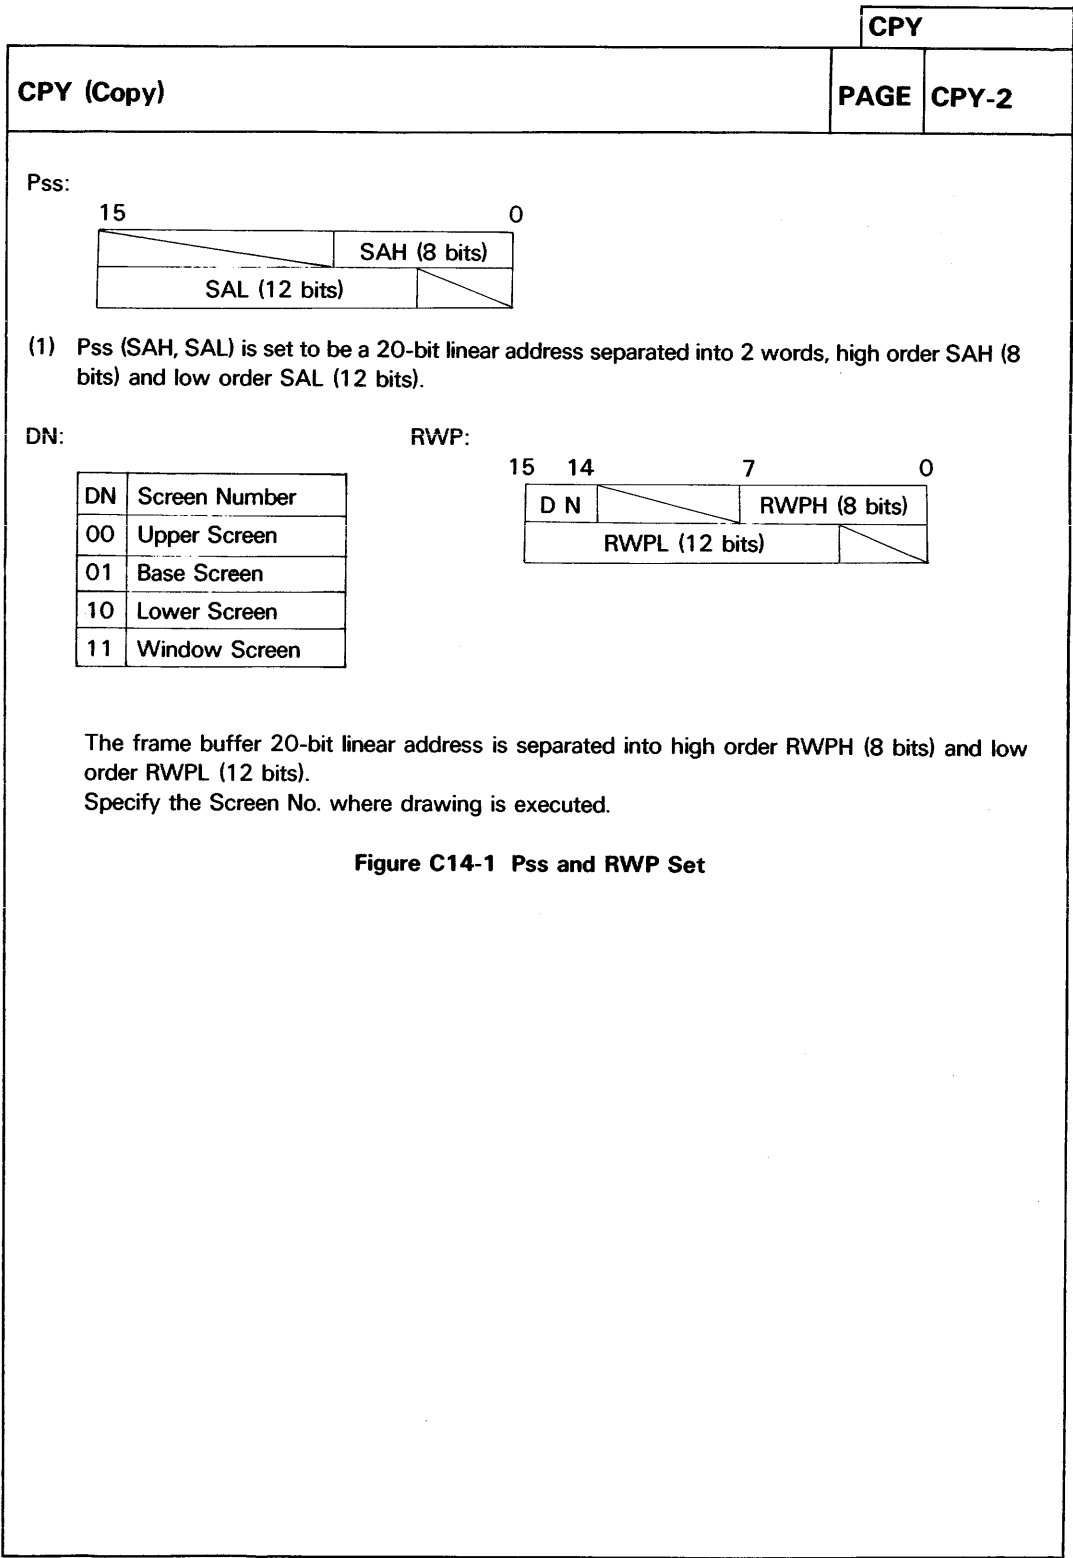 CPY
CPY (Copy) PAGE CPY-2
Pss:
15 0
SAH (8 bits)
SAL (12 bits)
(1) Pss (SAH, SAL) is set to be a 20-bit linear address separated into 2 words, high order SAH (8
bits) and low order SAL (12 bits).
DN: RWP:
15 14 7 0
D N RWPH (8 bits)
RWPL (12 bits)
DN Screen Number
00 Upper Screen
01 Base Screen
10 Lower Screen
11 Window Screen
The frame buffer 20-bit linear address is separated into high order RWPH (8 bits) and low
order RWPL (12 bits).
Specify the Screen No. where drawing is executed.
Figure C14-1 Pss and RWP Set